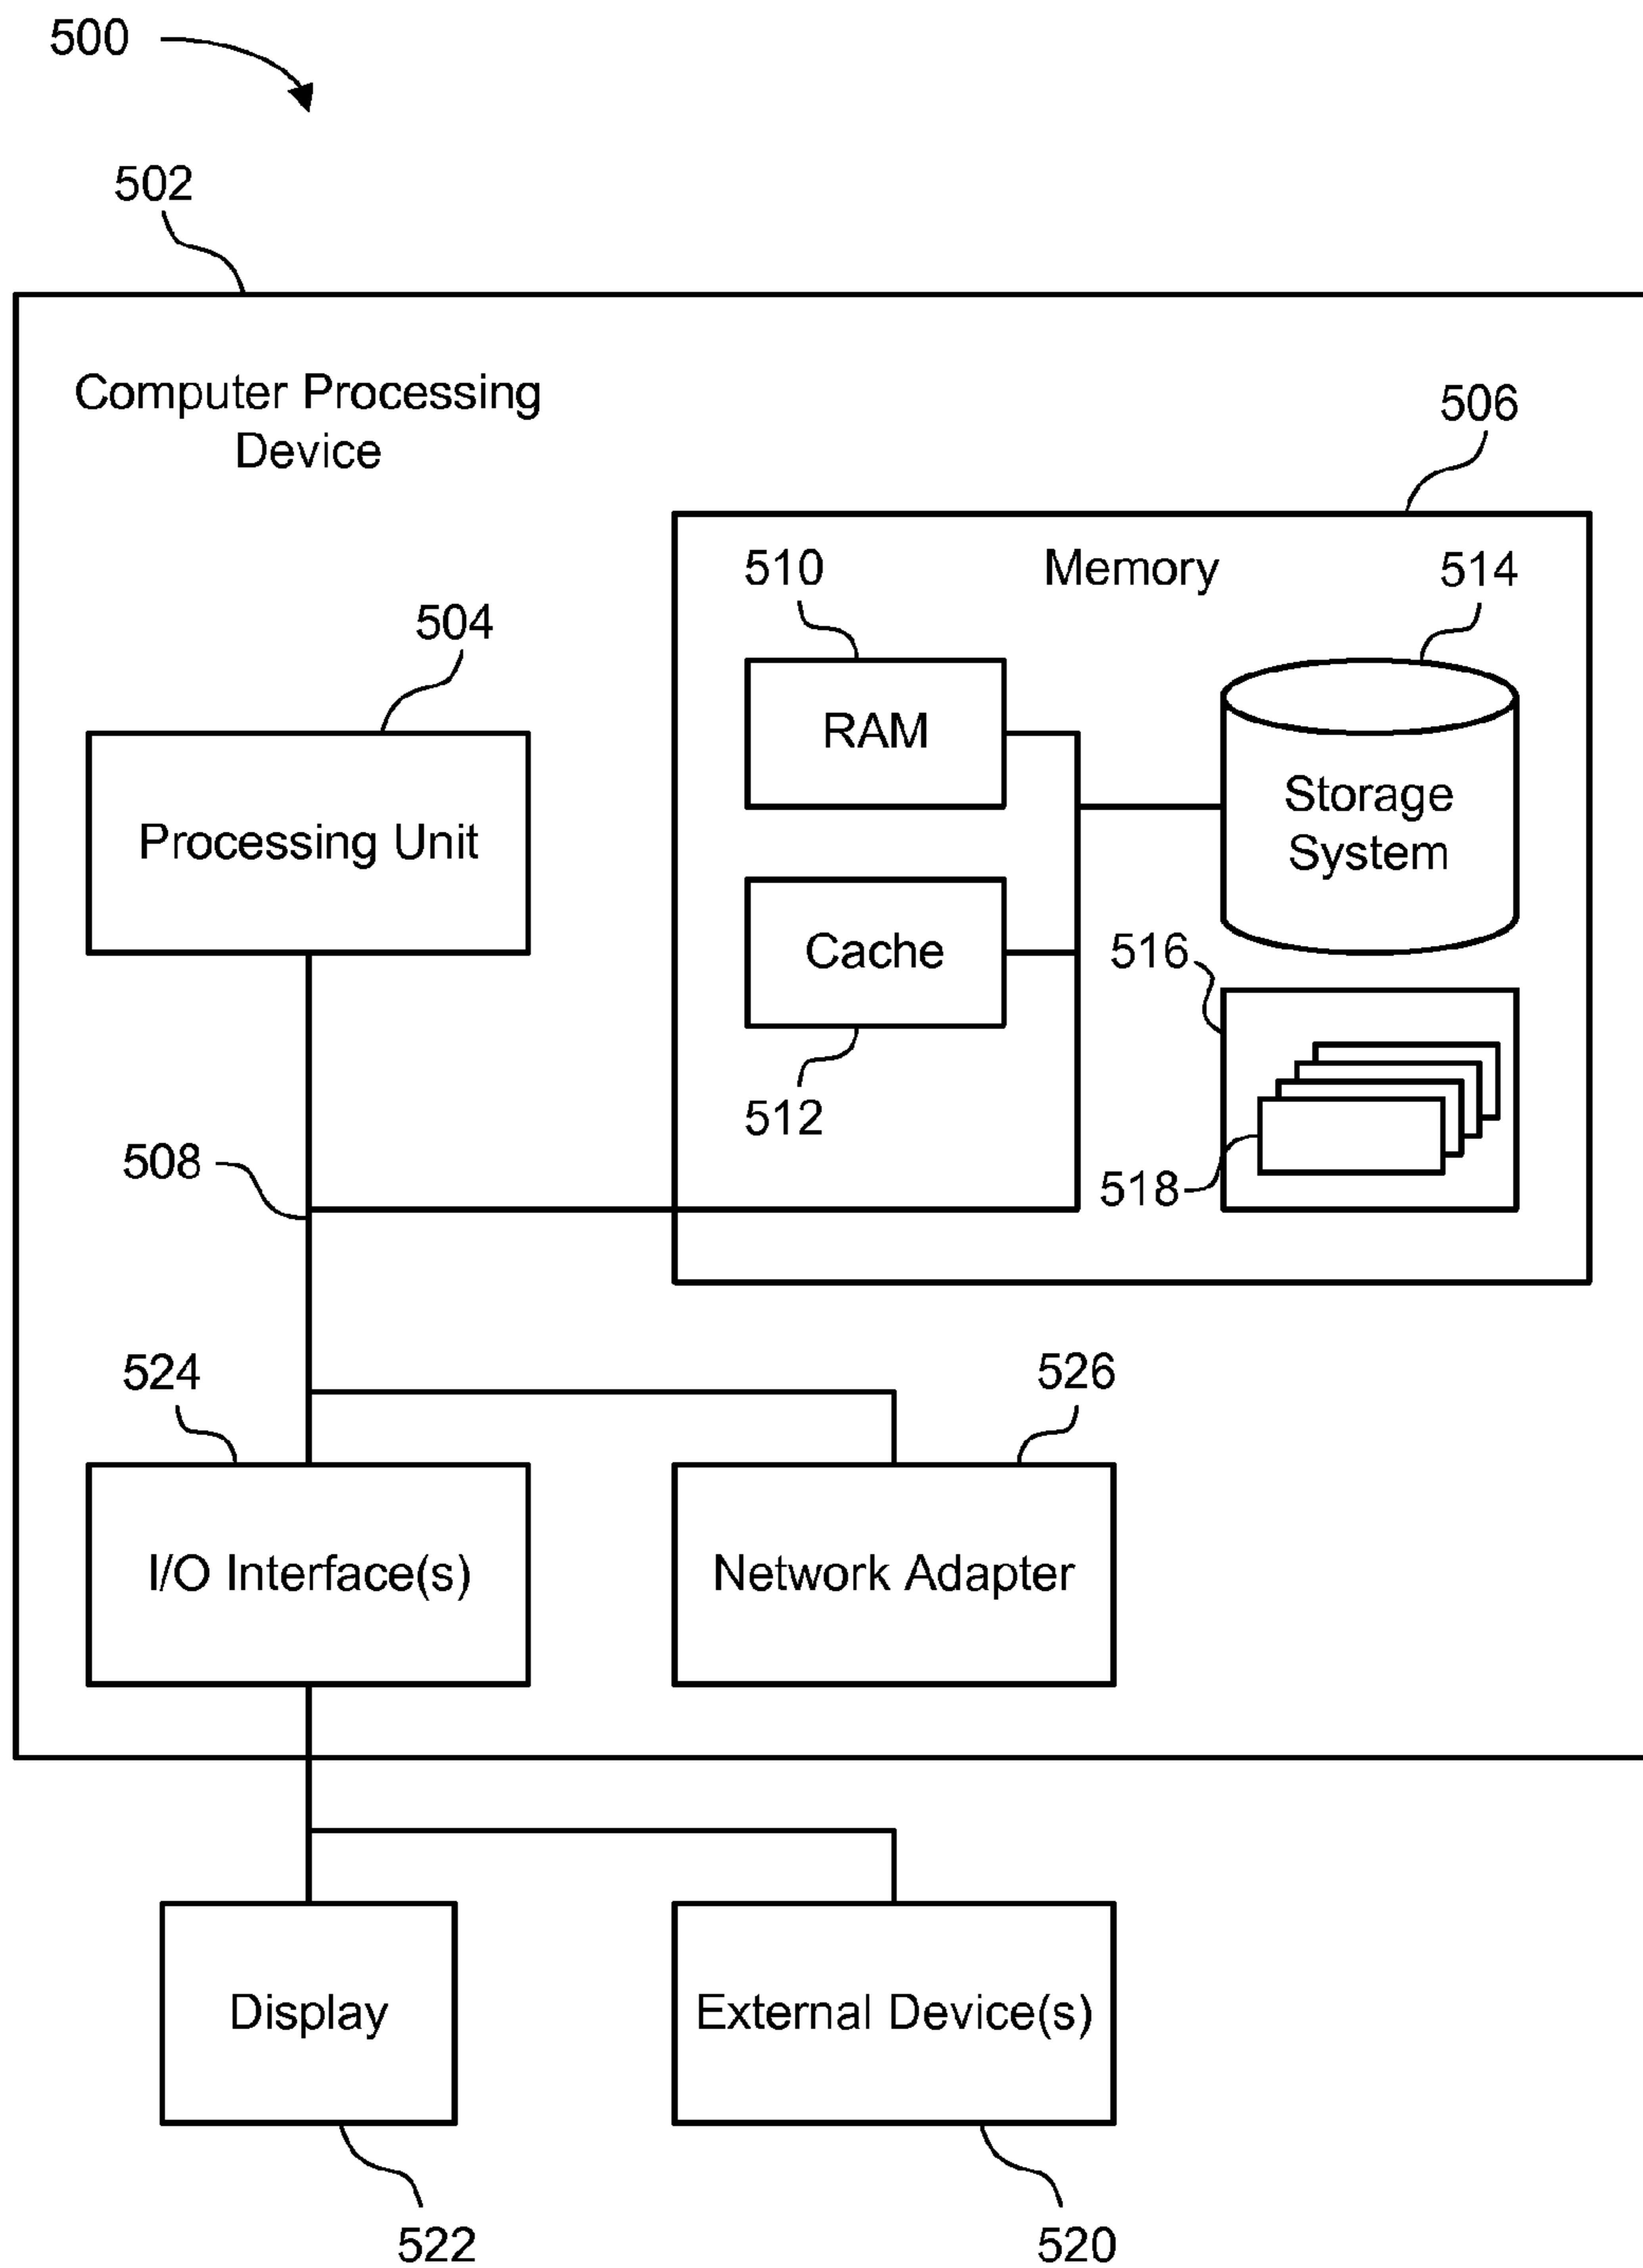 500
502
Computer Processing
Device
506
510
Memory
514
504
RAM
Storage
System
Processing Unit
Cache
516
512
508
518
524
526
I/O Interface(s)
Network Adapter
Display
External Device(s)
522
520